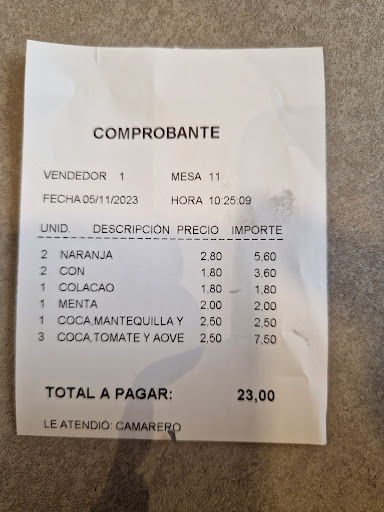 COMPROBANTE
VENDEDOR 1 MESA 11
FECHA 05/11/2023 HORA 10:25:09
UNID. DESCRIPCIÓN PRECIO IMPORTE
2 NARANJA 2,80 5,60
2 CON 1,80 3,60
1 COLACAO 1,80 1,80
1 MENTA 2,00 2,00
1 COCA,MANTEQUILLA Y 2,50 2,50
3 COCA,TOMATE Y AOVE 2,50 7,50
TOTAL A PAGAR: 23,00
LE ATENDIÓ: CAMARERO